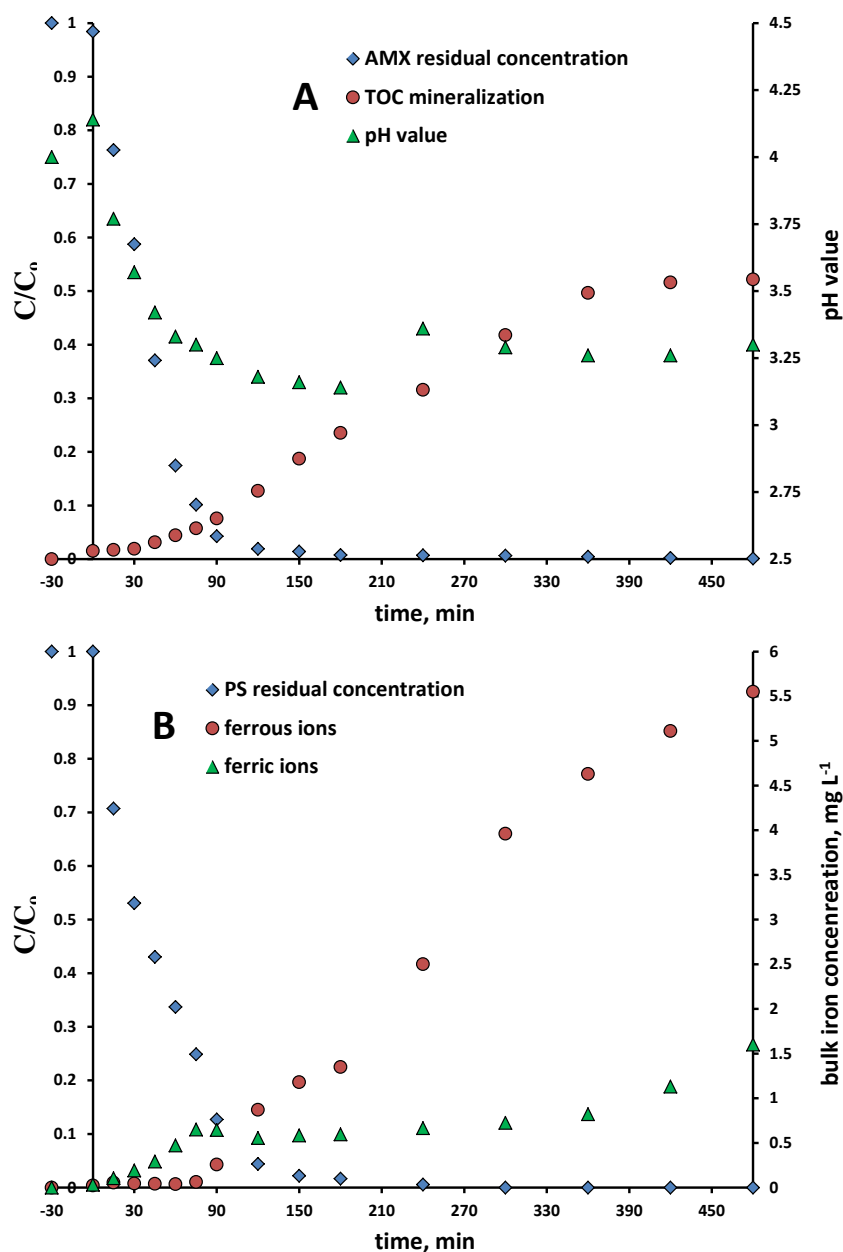 1
0.9
0.8
0.7
0.6
0.5
0.4
0.3
0.2
0.1
0
C/C₀
A
AMX residual concentration
TOC mineralization
pH value
4.5
4.25
4
3.75
3.5
3.25
3
2.75
2.5
pH value
-30 30 90 150 210 270 330 390 450
time, min
1
0.9
0.8
0.7
0.6
0.5
0.4
0.3
0.2
0.1
0
C/C₀
B
PS residual concentration
ferrous ions
ferric ions
6
5.5
5
4.5
4
3.5
3
2.5
2
1.5
1
0.5
0
bulk iron concenreation, mg L⁻¹
-30 30 90 150 210 270 330 390 450
time, min